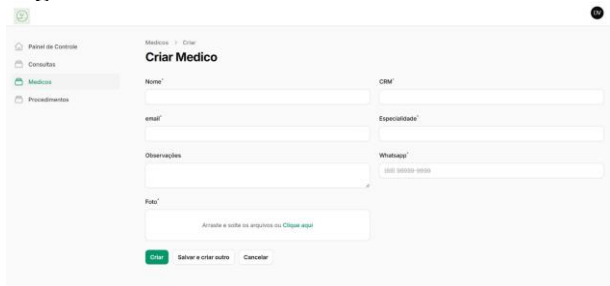 DV
Painel de Controle
Consultas
Medicos
Procedimentos
Medicos > Criar
Criar Medico
Nome*
CRM*
email*
Especialidade*
Observações
Whatsapp*
Foto*
Arraste e solte os arquivos ou Clique aqui
Criar
Salvar e criar outro
Cancelar